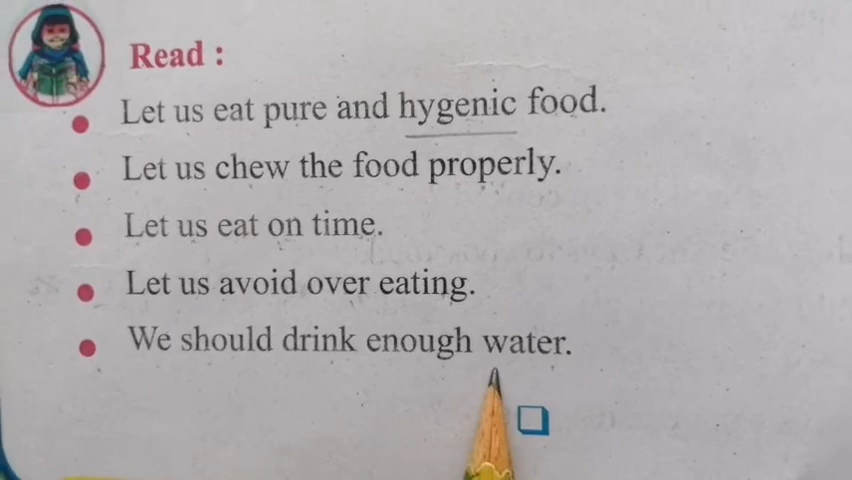 Read :
Let us eat pure and hygenic food.
Let us chew the food properly.
Let us eat on time.
Let us avoid over eating.
We should drink enough water.